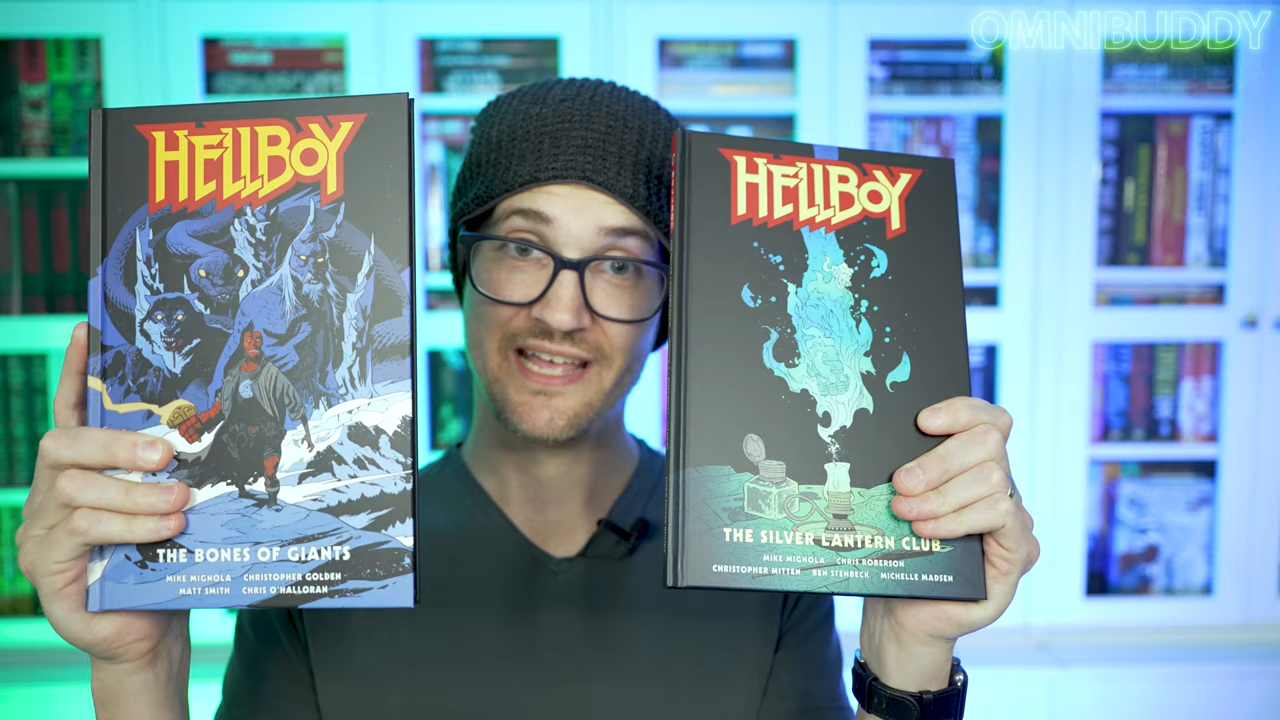 OMNIBUDDY
HELLBOY
THE BONES OF GIANTS
MIKE MIGNOLA CHRISTOPHER GOLDEN
MATT SMITH CHRIS O'HALLORAN
HELLBOY
THE SILVER LANTERN CLUB
MIKE MIGNOLA CHRIS ROBERSON
CHRISTOPHER MITTEN BEN STENBECK MICHELLE MADSEN